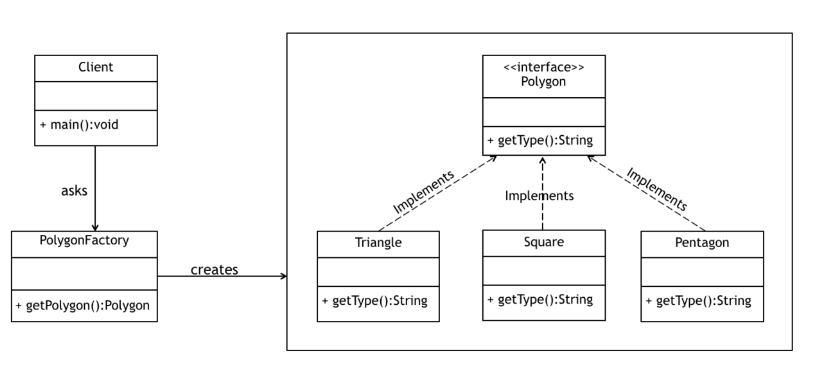 Client
+ main():void
asks
PolygonFactory
+ getPolygon():Polygon
creates
<<interface>>
Polygon
+ getType():String
Implements
Implements
Implements
Triangle
+ getType():String
Square
+ getType():String
Pentagon
+ getType():String